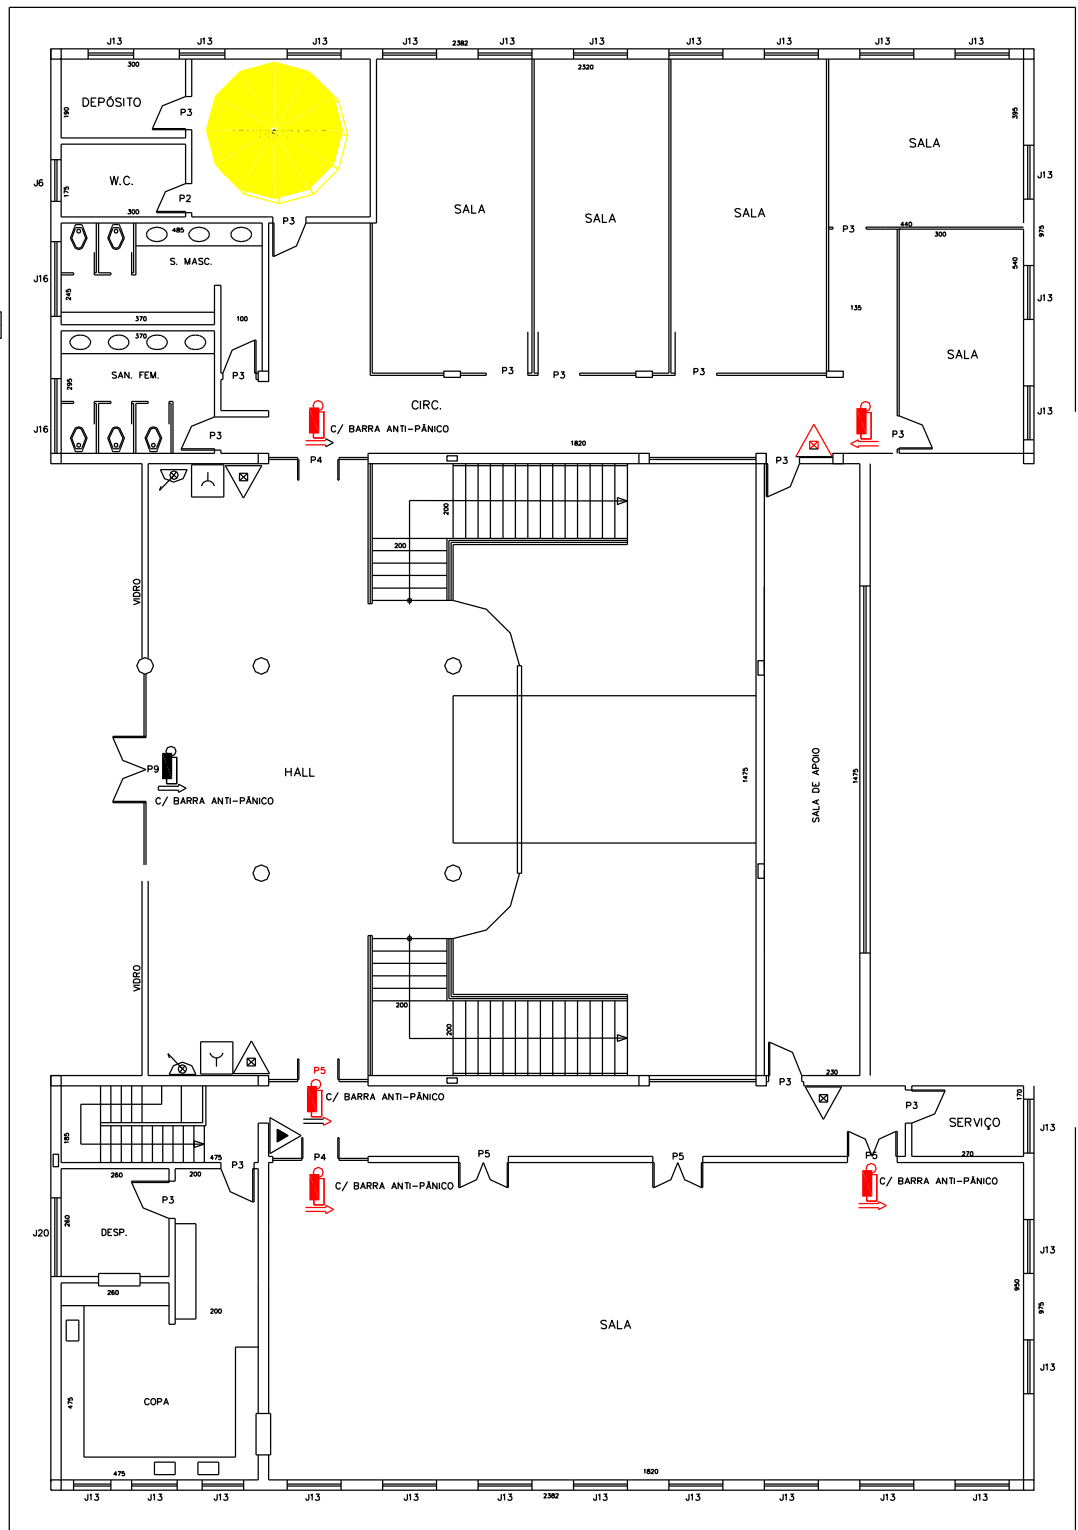 J13 J13 J13 J13 2382 J13 J13 J13 J13 J13 J13
300 2320
DEPÓSITO
190
P3
395
SALA
W.C.
J6
175
P2
J13
300
P3
SALA
SALA
SALA
485
P3
440
300
975
S. MASC.
J16
245
540
J13
135
370
100
370
SALA
SAN. FEM.
295
P3
P3
P3
P3
CIRC.
J13
J16
P3
C/ BARRA ANTI-PÂNICO
1820
P3
P4
P3
200
200
VIDRO
P9
HALL
1475
SALA DE APOIO
1475
C/ BARRA ANTI-PÂNICO
VIDRO
200
200
P5
230
P3
C/ BARRA ANTI-PÂNICO
170
P3
SERVIÇO
J13
185
475
P4
P5
P5
P5
270
P3
260
200
C/ BARRA ANTI-PÂNICO
C/ BARRA ANTI-PÂNICO
P3
260
J20
DESP.
J13
260
200
950
975
SALA
J13
475
COPA
475
1820
J13 J13 J13 J13 J13 J13 2382 J13 J13 J13 J13 J13